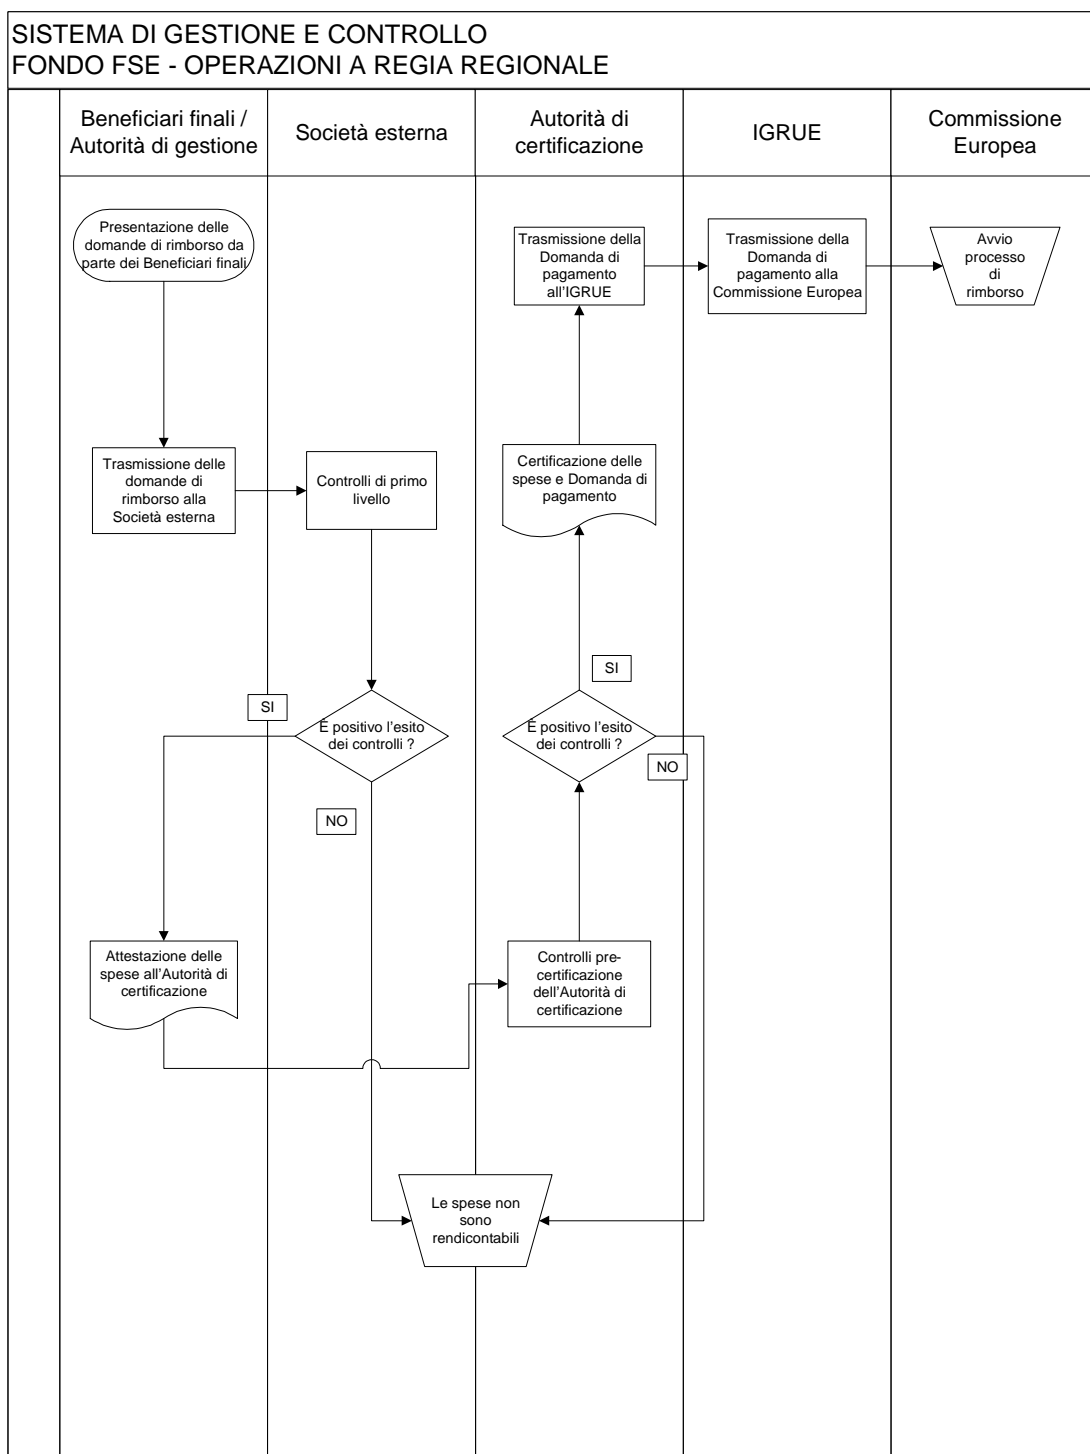 SISTEMA DI GESTIONE E CONTROLLO
FONDO FSE - OPERAZIONI A REGIA REGIONALE
Beneficiari finali /
Autorità di gestione
Società esterna
Autorità di
certificazione
IGRUE
Commissione
Europea
Presentazione delle
domande di rimborso da
parte dei Beneficiari finali
Trasmissione della
Domanda di
pagamento
all'IGRUE
Trasmissione della
Domanda di
pagamento alla
Commissione Europea
Avvio
processo
di
rimborso
Trasmissione delle
domande di
rimborso alla
Società esterna
Controlli di primo
livello
Certificazione delle
spese e Domanda di
pagamento
SI
SI
È positivo l'esito
dei controlli ?
È positivo l'esito
dei controlli ?
NO
NO
Attestazione delle
spese all'Autorità di
certificazione
Controlli pre-
certificazione
dell'Autorità di
certificazione
Le spese non
sono
rendicontabili